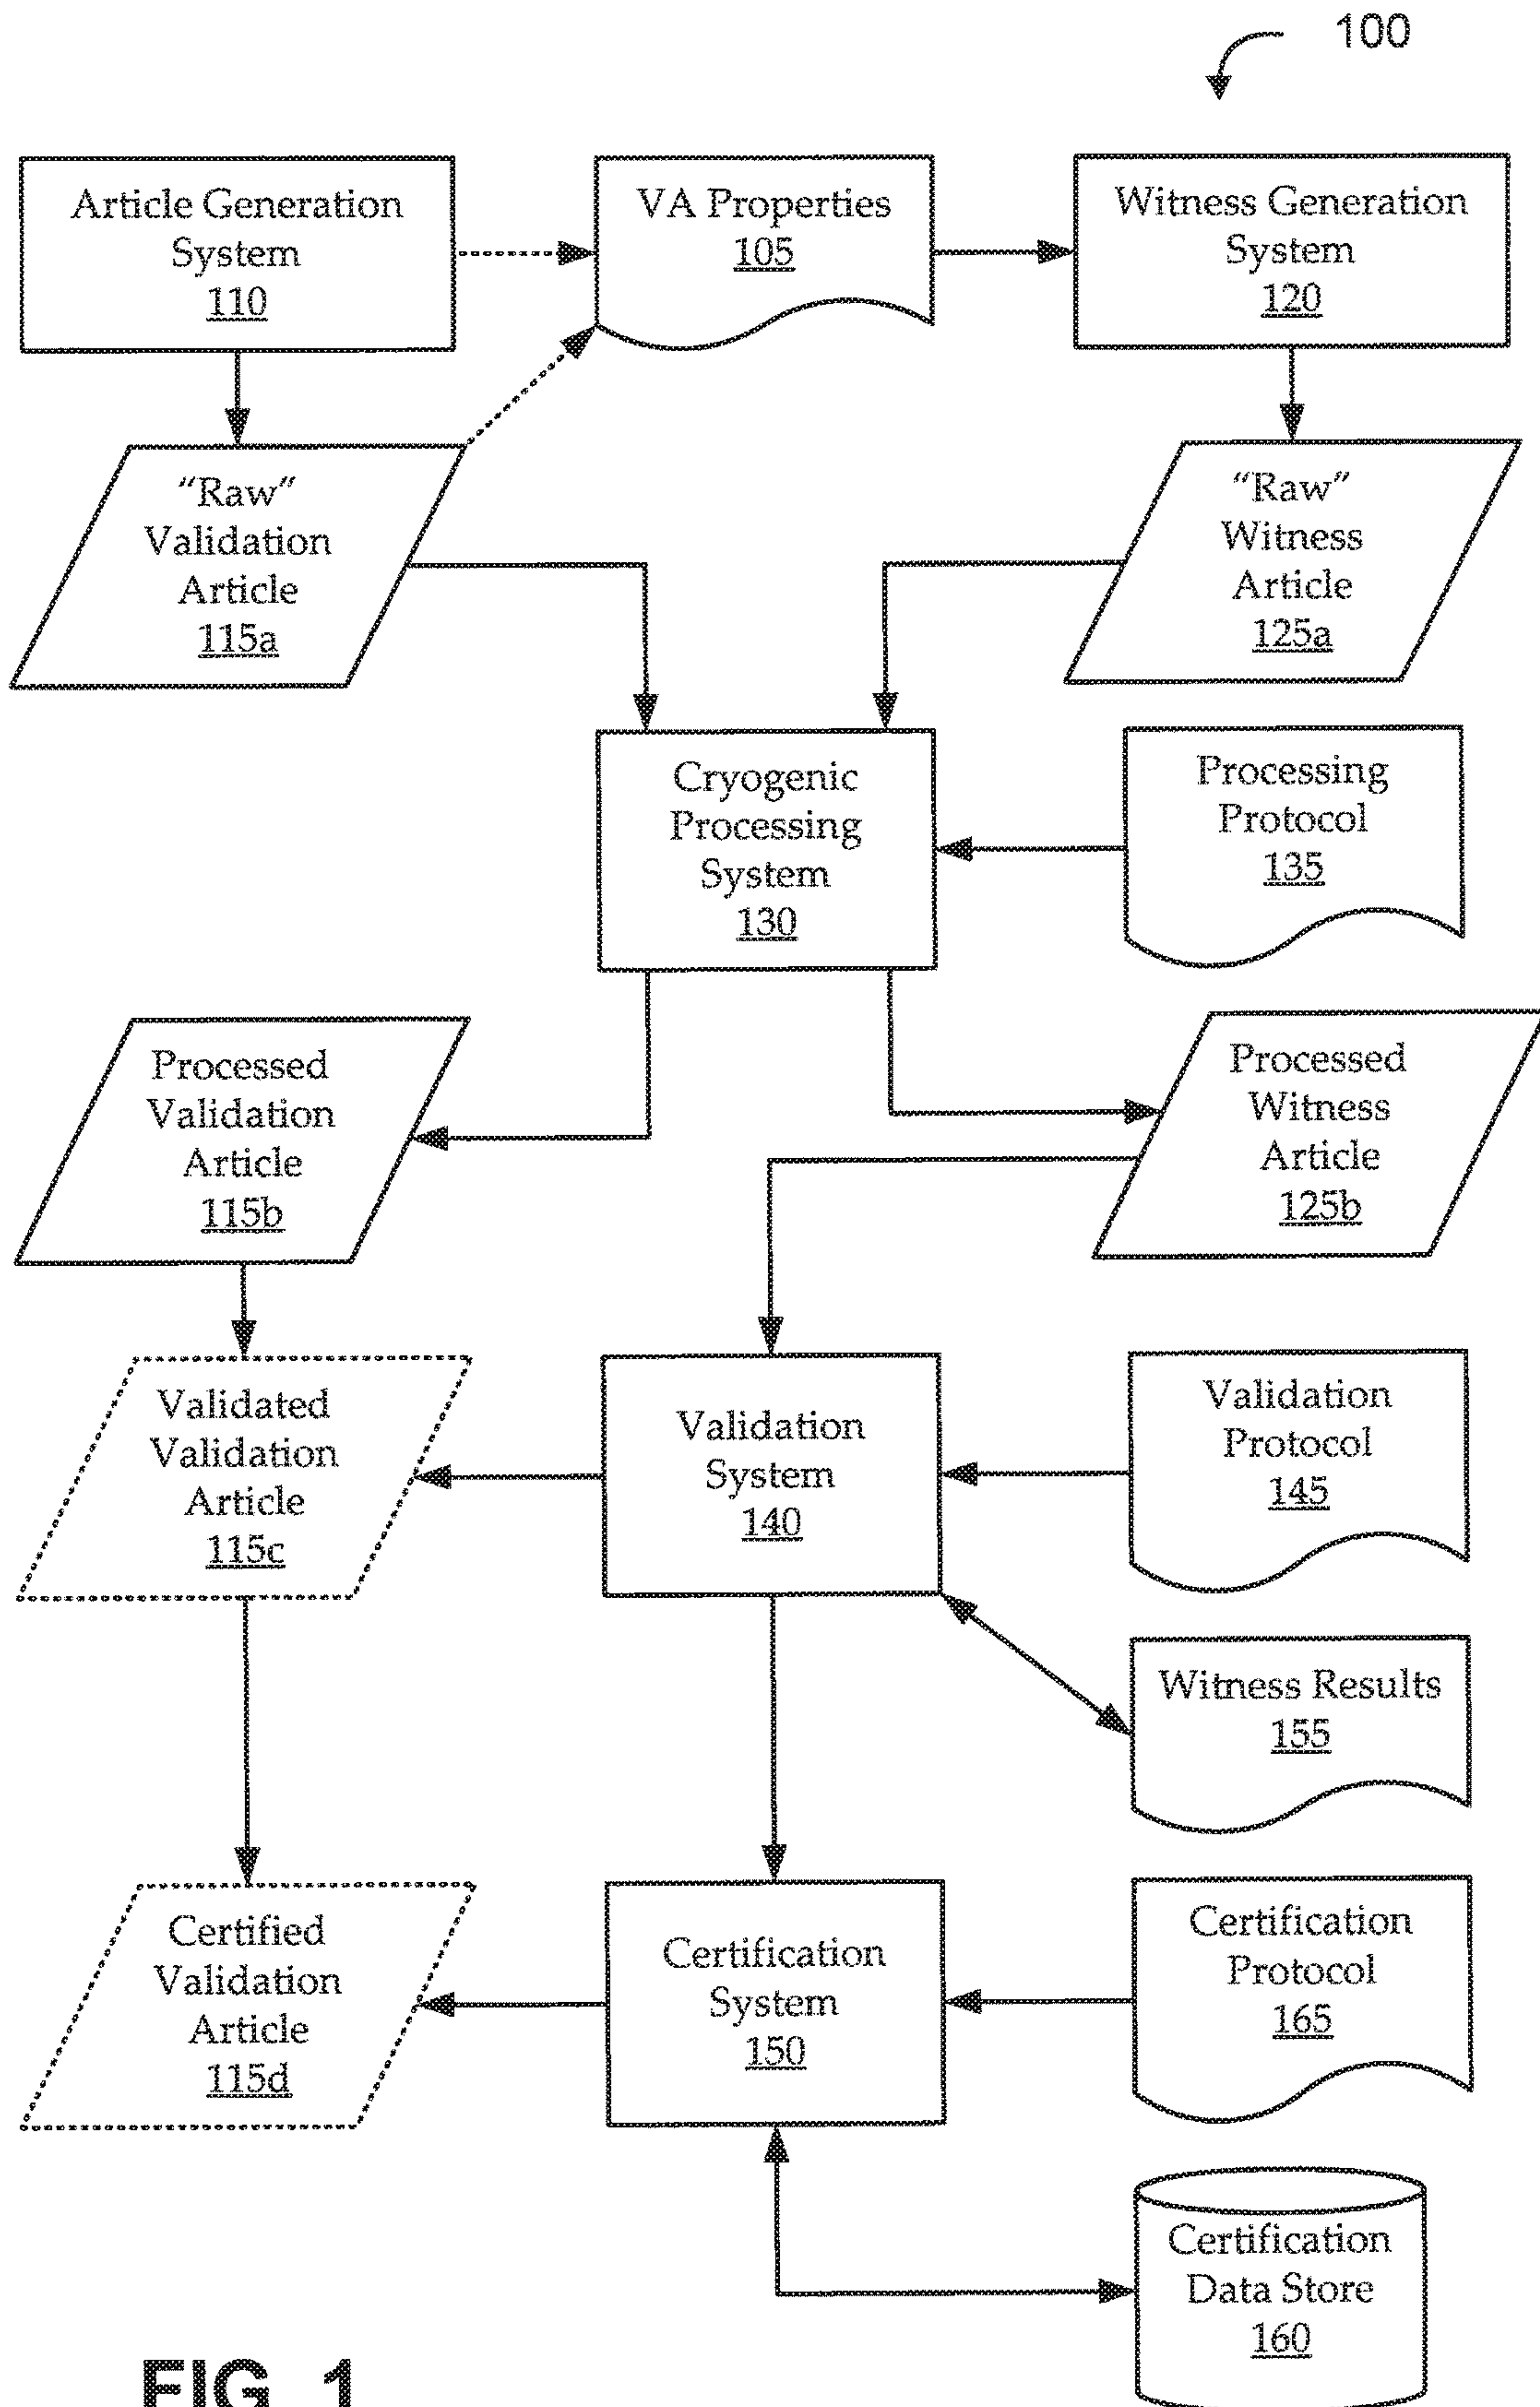 100
Article Generation
System
110
VA Properties
105
Witness Generation
System
120
“Raw”
Validation
Article
115a
“Raw”
Witness
Article
125a
Cryogenic
Processing
System
130
Processing
Protocol
135
Processed
Validation
Article
115b
Processed
Witness
Article
125b
Validated
Validation
Article
115c
Validation
System
140
Validation
Protocol
145
Witness Results
155
Certified
Validation
Article
115d
Certification
System
150
Certification
Protocol
165
Certification
Data Store
160
FIG. 1